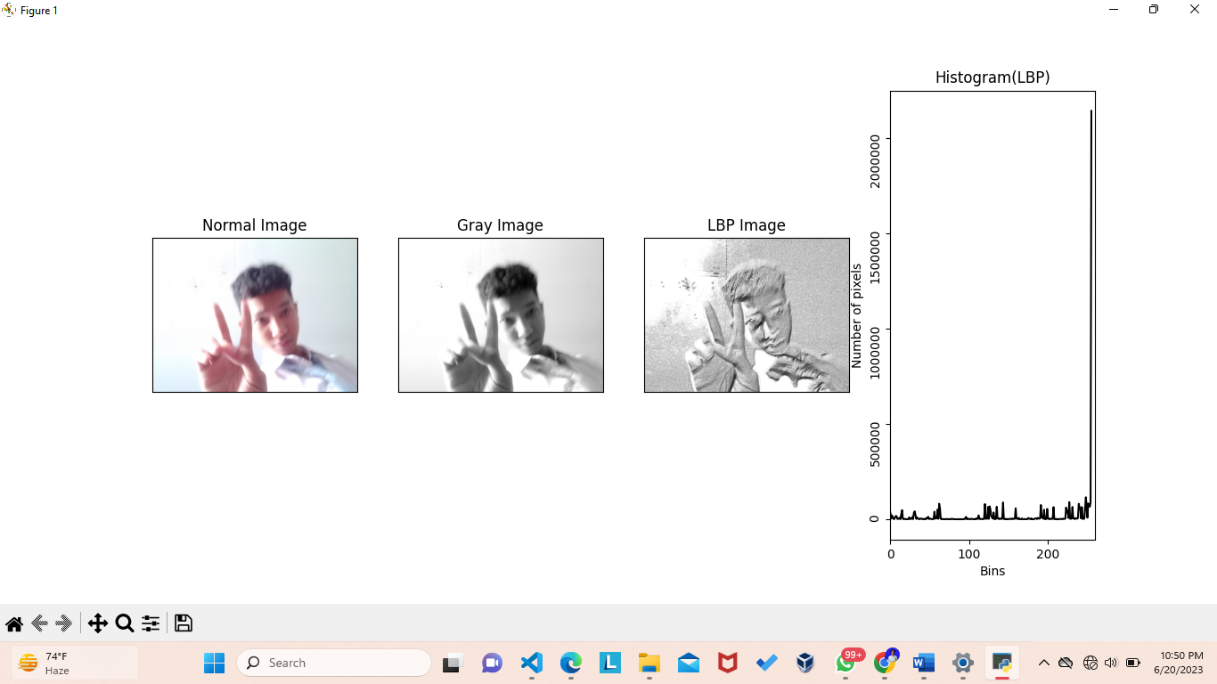 Figure 1
Histogram(LBP)
Normal Image
Gray Image
LBP Image
Number of pixels
2000000
1500000
1000000
500000
0
0 100 200
Bins
74°F
Haze
Search
99+
10:50 PM
6/20/2023